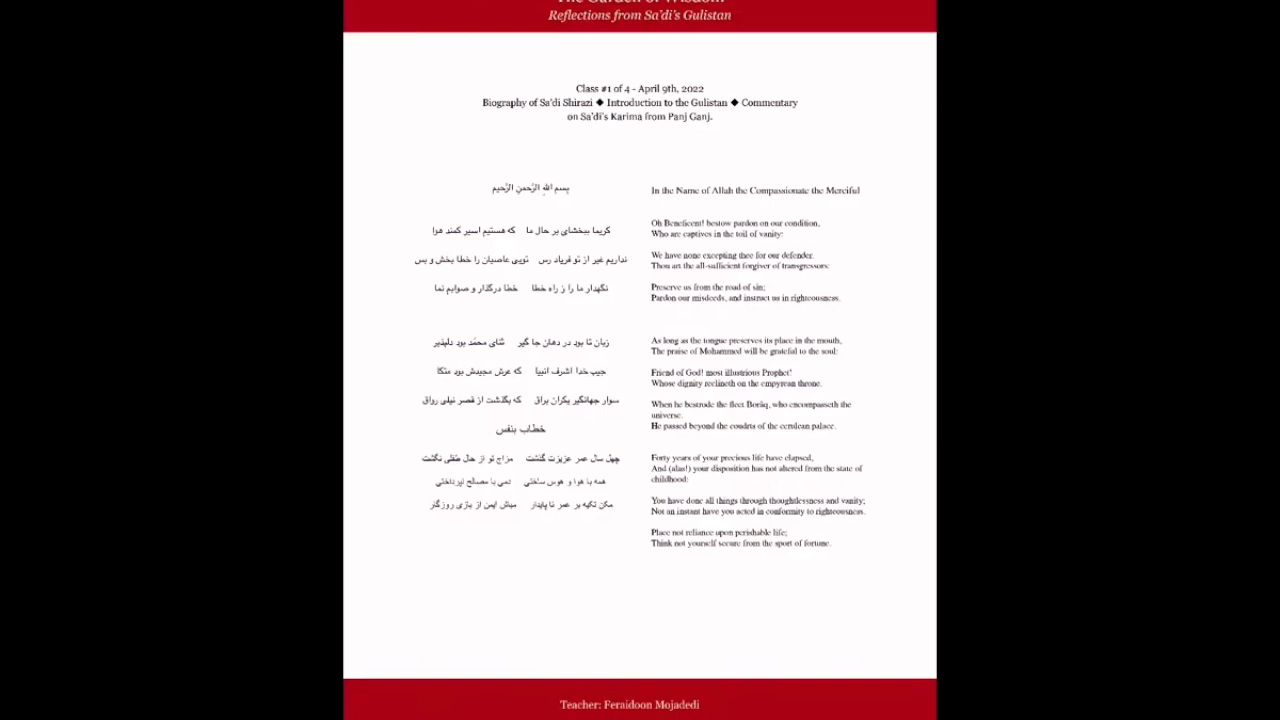 The Garden of Wisdom
Reflections from Sa'di's Gulistan
Class #1 of 4 - April 9th, 2022
Biography of Sa'di Shirazi ◆ Introduction to the Gulistan ◆ Commentary
on Sa'di's Karima from Panj Ganj.
بِسمِ اللهِ الرَّحمنِ الرَّحیم
کریما ببخشای بر حال ما که هستیم اسیر کمند هوا
نداریم غیر از تو فریاد رس تویی عاصیان را خطا بخش و بس
نگهدار ما را ز راه خطا خطا درگذار و صوابم نما
زبان تا بود در دهان جا گیر ثنای محمّد بود دلپذیر
حبیب خدا اشرف انبیا که عرش مجیدش بود متکا
سوار جهانگیر یکران براق که بگذشت از قصر نیلی رواق
خطاب بنفس
چهل سال عمر عزیزت گذشت مزاج تو از حال طفلی نگشت
همه با هوا و هوس ساختی دمی با مصالح نپرداختی
مکن تکیه بر عمر نا پایدار مباش ایمن از بازی روزگار
In the Name of Allah the Compassionate the Merciful
Oh Beneficent! bestow pardon on our condition,
Who are captives in the toil of vanity:
We have none excepting thee for our defender.
Thou art the all-sufficient forgiver of transgressors:
Preserve us from the road of sin;
Pardon our misdeeds, and instruct us in righteousness.
As long as the tongue preserves its place in the mouth,
The praise of Mohammed will be grateful to the soul:
Friend of God! most illustrious Prophet!
Whose dignity reclineth on the empyrean throne.
When he bestrode the fleet Borâq, who encompasseth the
universe.
He passed beyond the coudrts of the cerulean palace.
Forty years of your precious life have elapsed,
And (alas!) your disposition has not altered from the state of
childhood:
You have done all things through thoughtlessness and vanity;
Not an instant have you acted in conformity to righteousness.
Place not reliance upon perishable life;
Think not yourself secure from the sport of fortune.
Teacher: Feraidoon Mojadedi